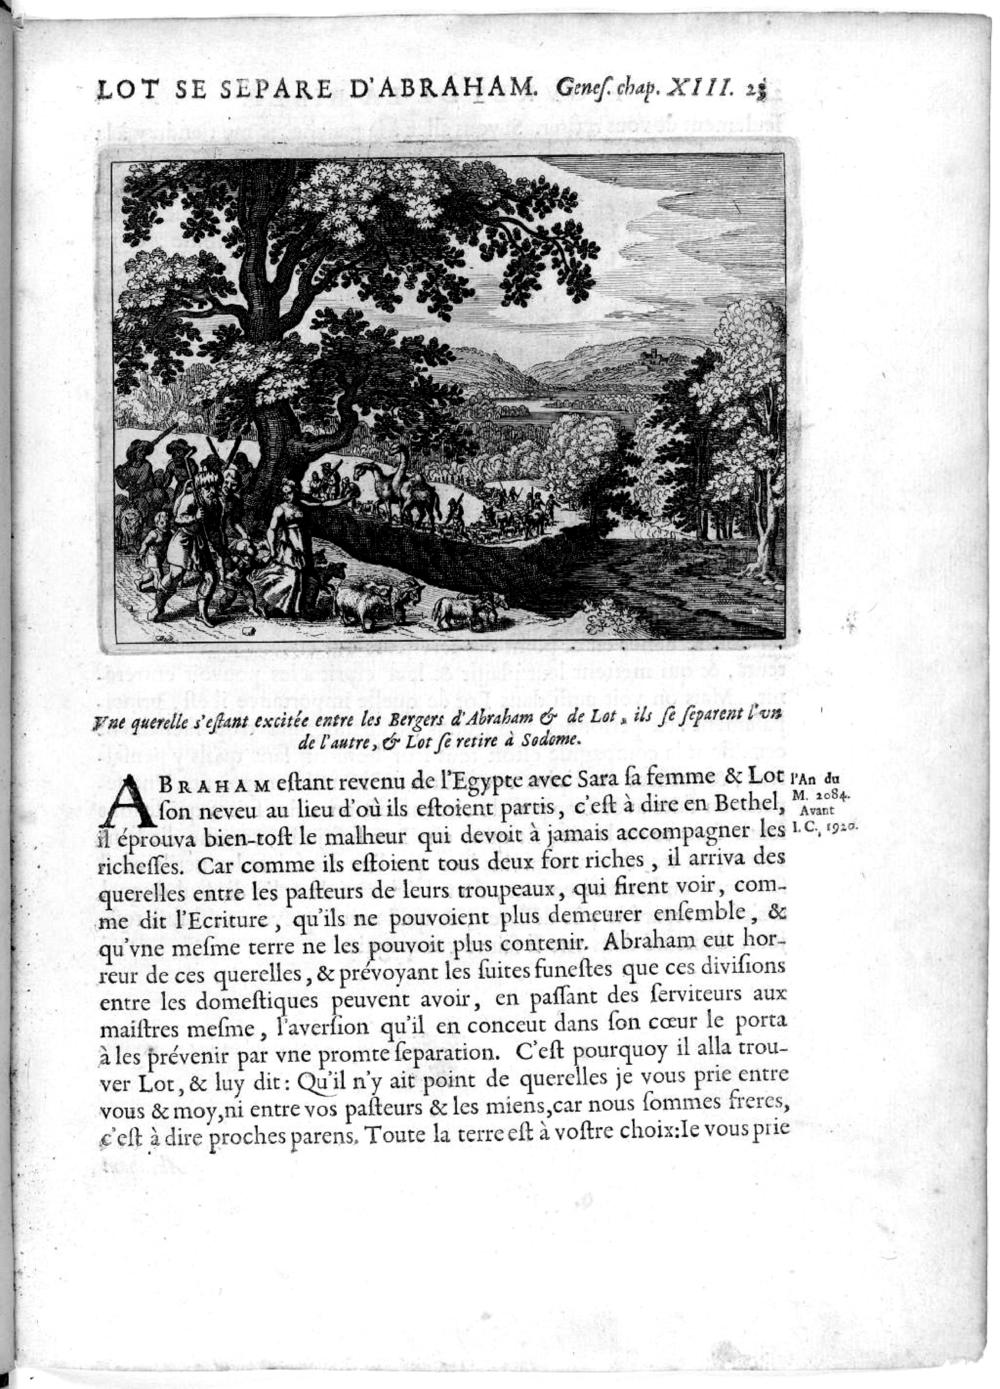 LOT SE SEPARE D'ABRAHAM. Geneſ. chap. XIII. 23
Vne querelle s'eſtant excitée entre les Bergers d'Abraham & de Lot, ils ſe ſeparent l'vn
de l'autre, & Lot ſe retire à Sodome.
ABRAHAM eſtant revenu de l'Egypte avec Sara ſa femme & Lot
ſon neveu au lieu d'où ils eſtoient partis, c'eſt à dire en Bethel,
il éprouva bien-toſt le malheur qui devoit à jamais accompagner les
richeſſes. Car comme ils eſtoient tous deux fort riches, il arriva des
querelles entre les paſteurs de leurs troupeaux, qui firent voir, com-
me dit l'Ecriture, qu'ils ne pouvoient plus demeurer enſemble, &
qu'vne meſme terre ne les pouvoit plus contenir. Abraham eut hor-
reur de ces querelles, & prévoyant les ſuites funeſtes que ces diviſions
entre les domeſtiques peuvent avoir, en paſſant des ſerviteurs aux
maiſtres meſme, l'averſion qu'il en conceut dans ſon cœur le porta
à les prévenir par vne promte ſeparation. C'eſt pourquoy il alla trou-
ver Lot, & luy dit: Qu'il n'y ait point de querelles je vous prie entre
vous & moy, ni entre vos paſteurs & les miens, car nous ſommes freres,
c'eſt à dire proches parens. Toute la terre eſt à voſtre choix: Ie vous prie
l'An du
M. 2084.
Avant
I. C., 1920.